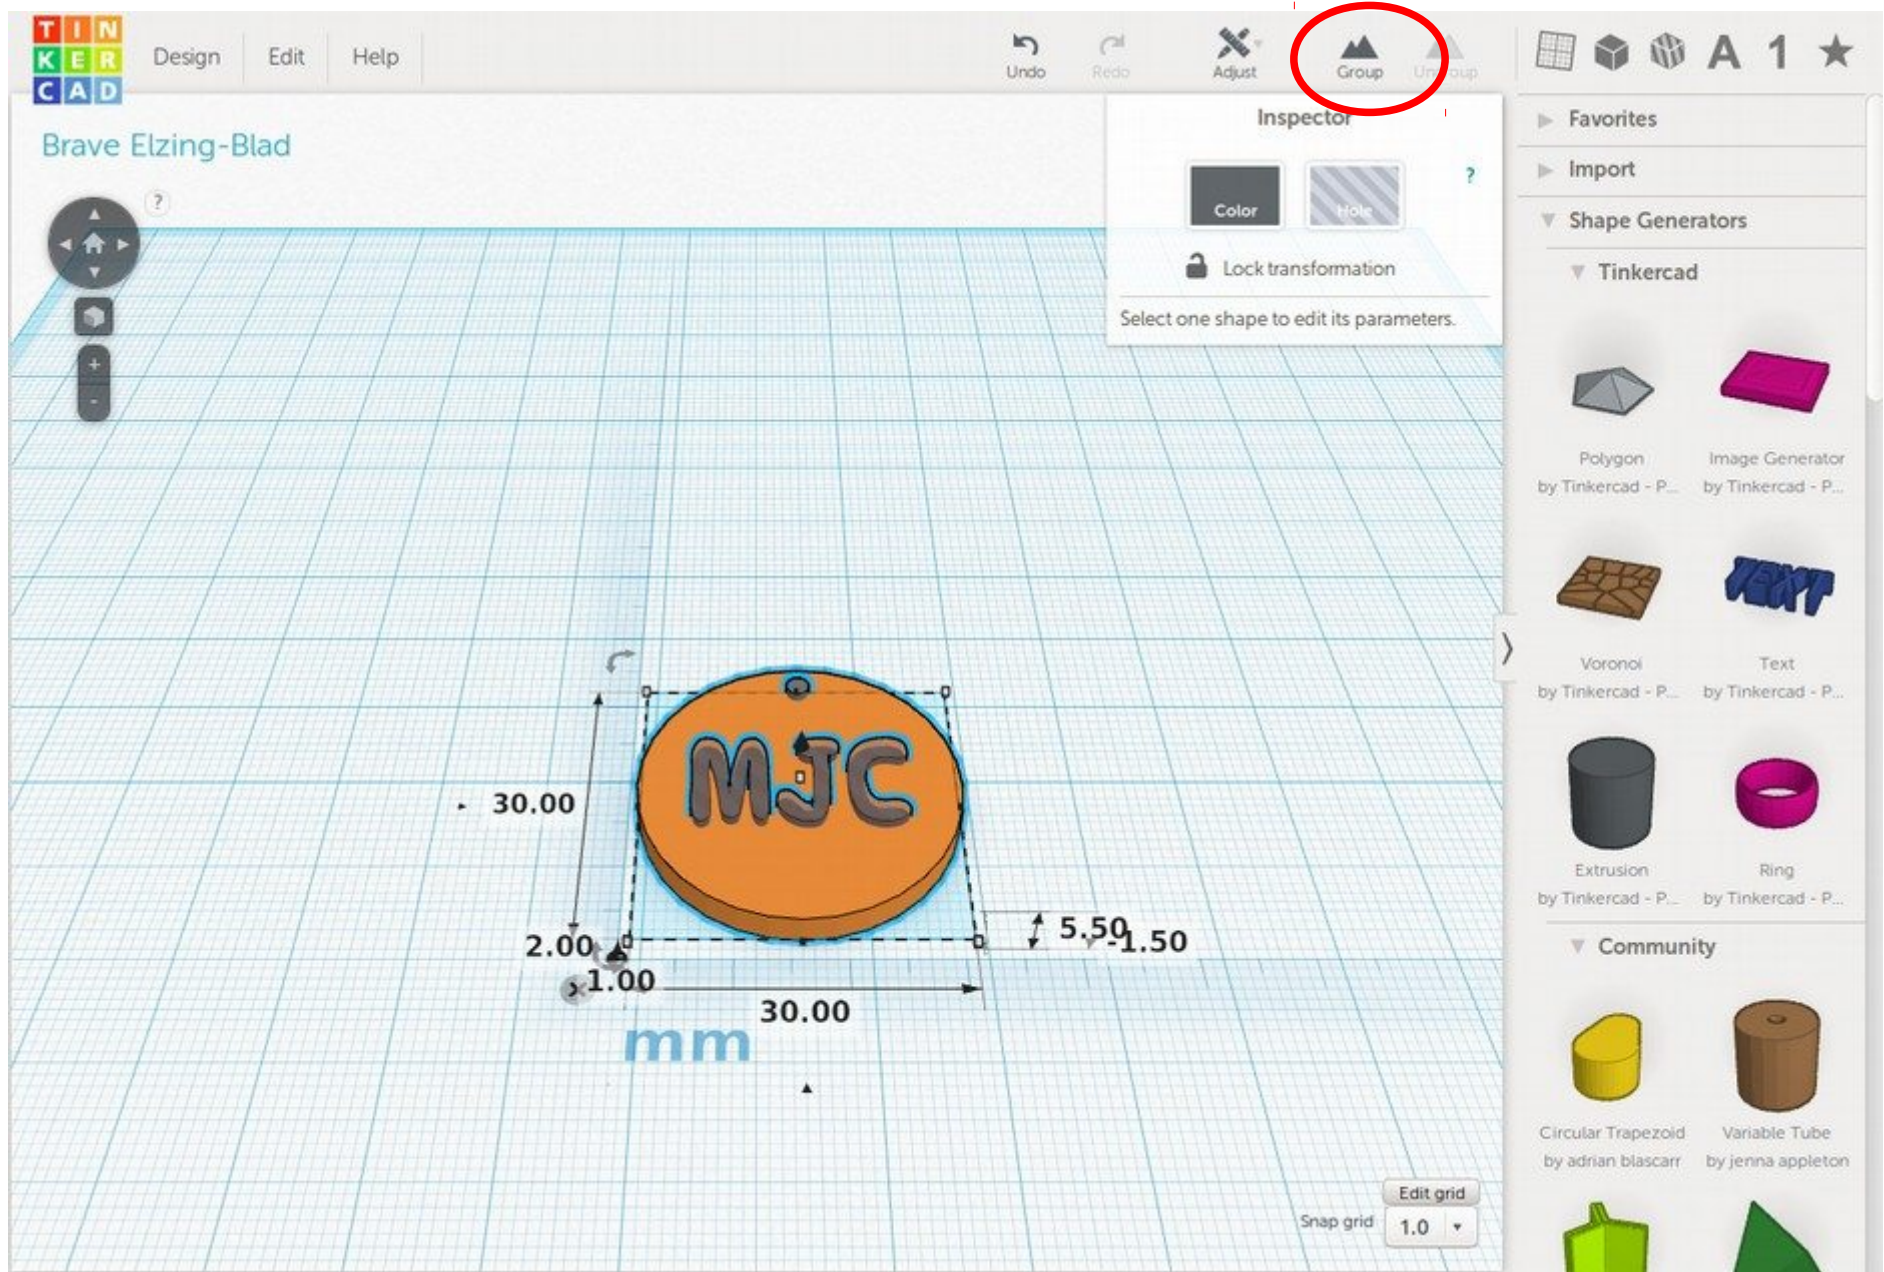 TIN
KER
CAD
Design
Edit
Help
Undo
Redo
Adjust
Group
Ungroup
A 1
Brave Elzing-Blad
?
Inspector
Color
Hole
?
Lock transformation
Select one shape to edit its parameters.
+
-
MJC
30.00
2.00
1.00
30.00
5.50
-1.50
mm
Edit grid
Snap grid
1.0
Favorites
Import
Shape Generators
Tinkercad
Polygon
by Tinkercad - P...
Image Generator
by Tinkercad - P...
Voronoi
by Tinkercad - P...
TEXT
Text
by Tinkercad - P...
Extrusion
by Tinkercad - P...
Ring
by Tinkercad - P...
Community
Circular Trapezoid
by adrian blascarr
Variable Tube
by jenna appleton